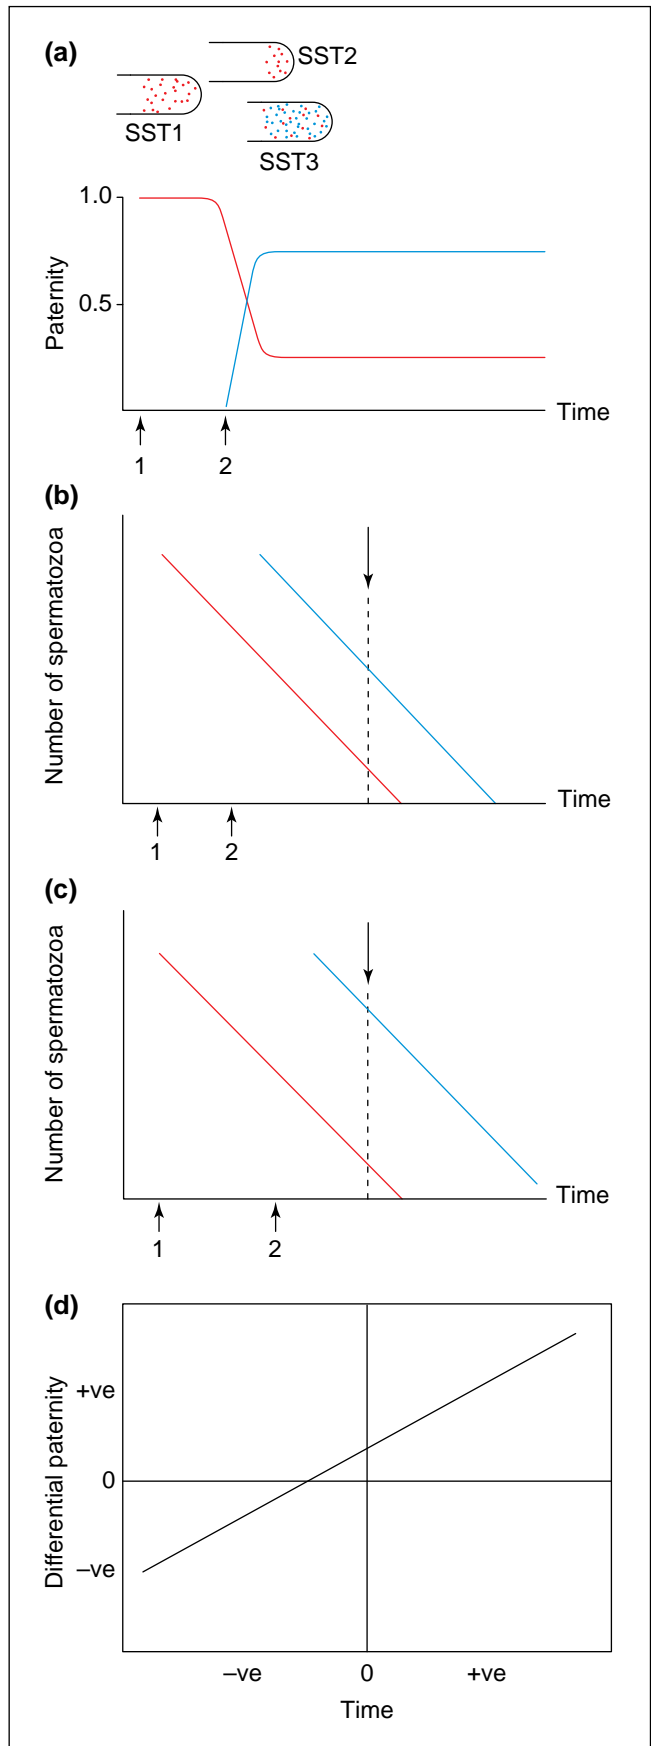 (a)
SST2
SST1
SST3
1.0
0.5
Paternity
Time
1
2
(b)
Number of spermatozoa
Time
1
2
(c)
Number of spermatozoa
Time
1
2
(d)
+ve
0
–ve
Differential paternity
–ve
0
+ve
Time